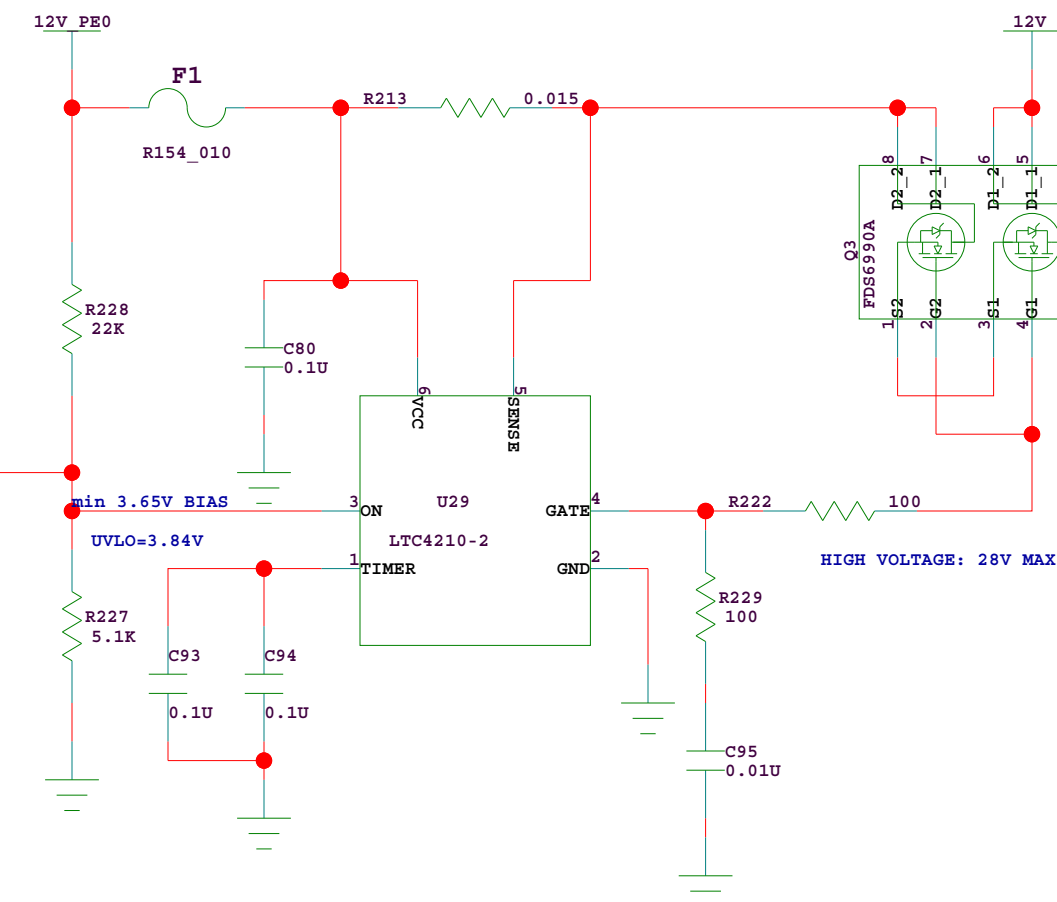 12V_PE0
12V
F1
R154_010
R213
0.015
8
7
6
5
D2_2
D2_1
D1_2
D1_1
Q3
FDS6990A
S2
G2
S1
G1
1
2
3
4
R228
22K
C80
0.1U
6
5
VCC
SENSE
min 3.65V BIAS
UVLO=3.84V
3
ON
U29
LTC4210-2
GATE
4
1
TIMER
GND
2
R222
100
HIGH VOLTAGE: 28V MAX
R229
100
R227
5.1K
C93
0.1U
C94
0.1U
C95
0.01U